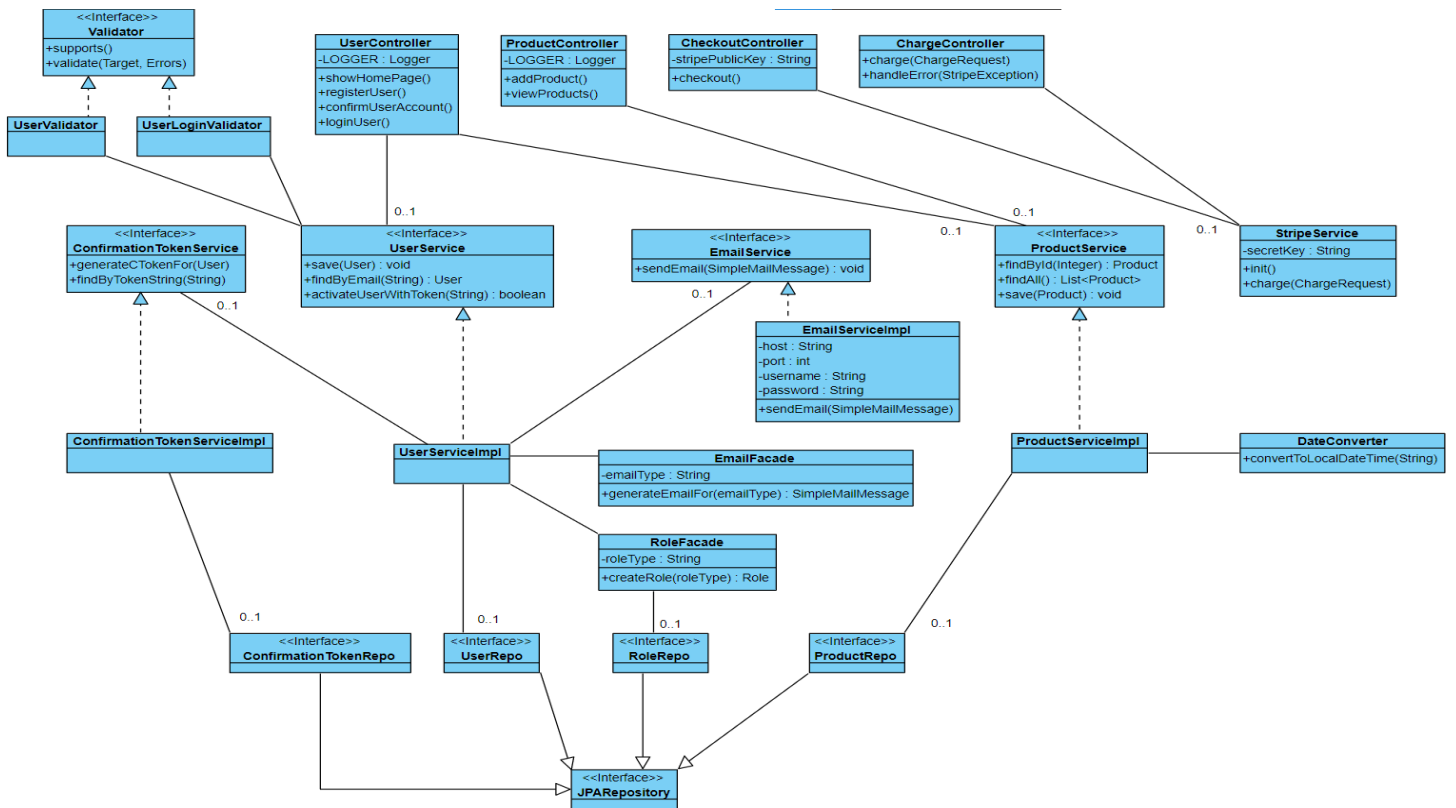 <<Interface>>
Validator
+supports()
+validate(Target, Errors)
UserController
-LOGGER : Logger
+showHomePage()
+registerUser()
+confirmUserAccount()
+loginUser()
ProductController
-LOGGER : Logger
+addProduct()
+viewProducts()
CheckoutController
-stripePublicKey : String
+checkout()
ChargeController
+charge(ChargeRequest)
+handleError(StripeException)
UserValidator
UserLoginValidator
0..1
0..1
0..1
0..1
<<Interface>>
ConfirmationTokenService
+generateCTokenFor(User)
+findByTokenString(String)
0..1
<<Interface>>
UserService
+save(User) : void
+findByEmail(String) : User
+activateUserWithToken(String) : boolean
<<Interface>>
EmailService
+sendEmail(SimpleMailMessage) : void
0..1
<<Interface>>
ProductService
+findById(Integer) : Product
+findAll() : List<Product>
+save(Product) : void
StripeService
-secretKey : String
+init()
+charge(ChargeRequest)
EmailServiceImpl
-host : String
-port : int
-username : String
-password : String
+sendEmail(SimpleMailMessage)
ConfirmationTokenServiceImpl
UserServiceImpl
EmailFacade
-emailType : String
+generateEmailFor(emailType) : SimpleMailMessage
ProductServiceImpl
DateConverter
+convertToLocalDateTime(String)
RoleFacade
-roleType : String
+createRole(roleType) : Role
0..1
0..1
0..1
0..1
<<Interface>>
ConfirmationTokenRepo
<<Interface>>
UserRepo
<<Interface>>
RoleRepo
<<Interface>>
ProductRepo
<<Interface>>
JPARepository